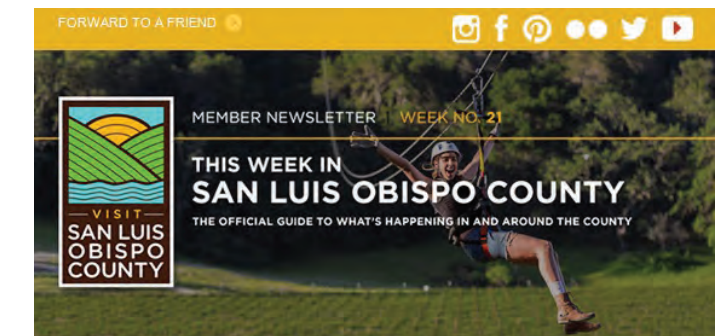 FORWARD TO A FRIEND
MEMBER NEWSLETTER WEEK NO. 21
THIS WEEK IN
SAN LUIS OBISPO COUNTY
THE OFFICIAL GUIDE TO WHAT'S HAPPENING IN AND AROUND THE COUNTY
VISIT
SAN LUIS
OBISPO
COUNTY